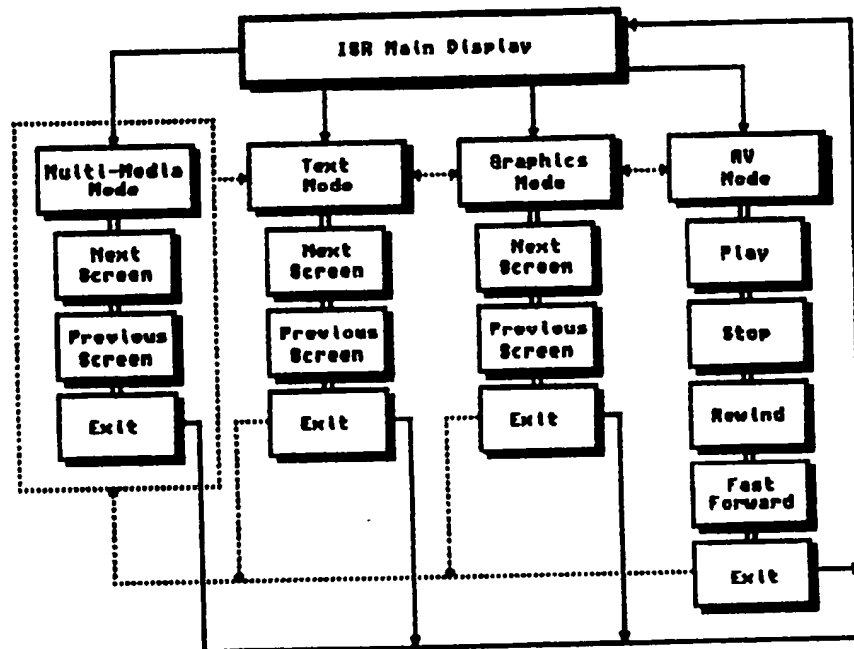 ISR Main Display
Multi-Media
Mode
Next
Screen
Previous
Screen
Exit
Text
Mode
Next
Screen
Previous
Screen
Exit
Graphics
Mode
Next
Screen
Previous
Screen
Exit
AV
Mode
Play
Stop
Rewind
Fast
Forward
Exit